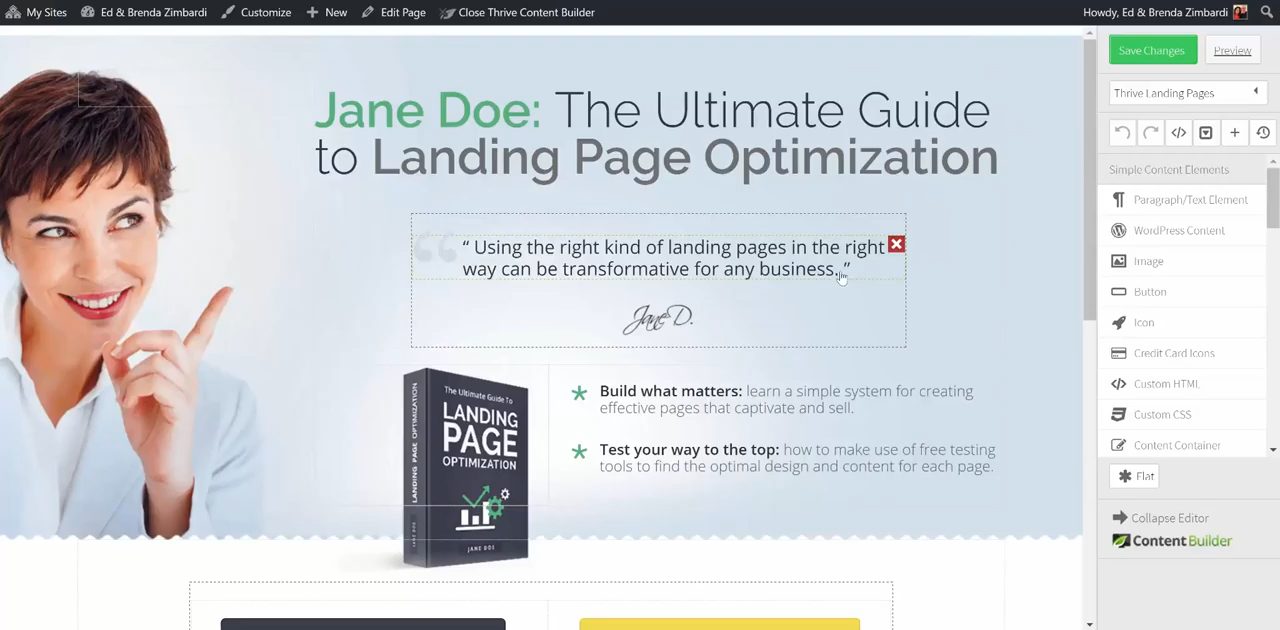 My Sites Ed & Brenda Zimbardi Customize New Edit Page Close Thrive Content Builder Howdy, Ed & Brenda Zimbardi
Save Changes Preview
Thrive Landing Pages
Jane Doe: The Ultimate Guide
to Landing Page Optimization
“ Using the right kind of landing pages in the right
way can be transformative for any business. ”
Jane D.
The Ultimate Guide To
LANDING
PAGE
OPTIMIZATION
JANE DOE
LANDING PAGE OPTIMIZATION
Build what matters: learn a simple system for creating
effective pages that captivate and sell.
Test your way to the top: how to make use of free testing
tools to find the optimal design and content for each page.
Simple Content Elements
Paragraph/Text Element
WordPress Content
Image
Button
Icon
Credit Card Icons
Custom HTML
Custom CSS
Content Container
Flat
Collapse Editor
Content Builder